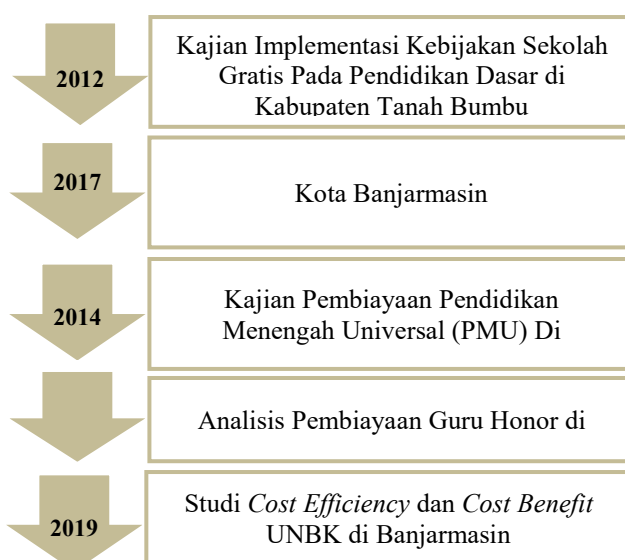 2012
Kajian Implementasi Kebijakan Sekolah
Gratis Pada Pendidikan Dasar di
Kabupaten Tanah Bumbu
2017
Kota Banjarmasin
2014
Kajian Pembiayaan Pendidikan
Menengah Universal (PMU) Di
Analisis Pembiayaan Guru Honor di
2019
Studi Cost Efficiency dan Cost Benefit
UNBK di Banjarmasin